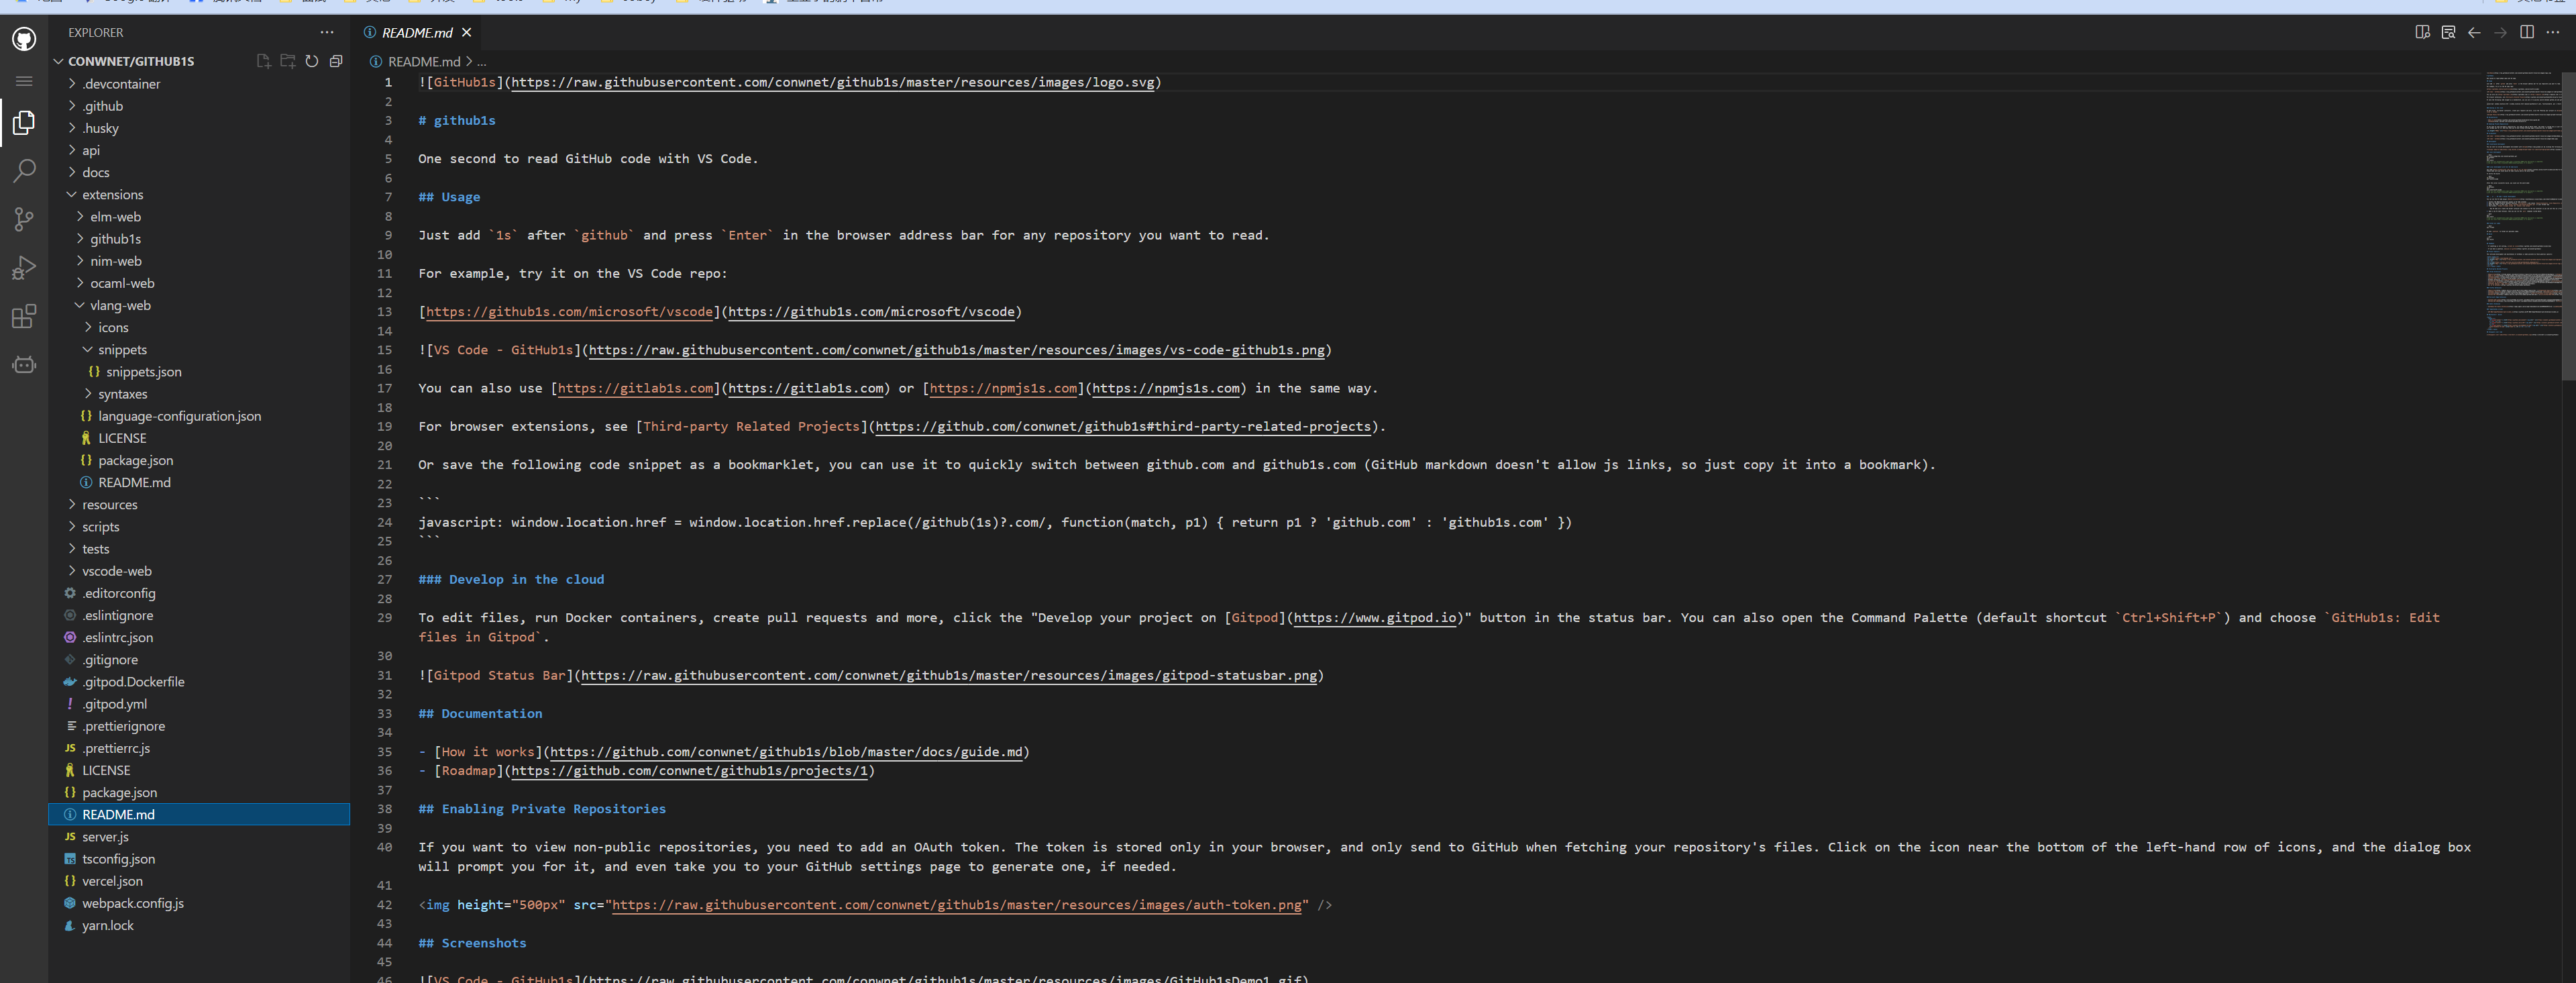 EXPLORER
CONWNET/GITHUB1S
.devcontainer
.github
.husky
api
docs
extensions
elm-web
github1s
nim-web
ocaml-web
vlang-web
icons
snippets
snippets.json
syntaxes
language-configuration.json
LICENSE
package.json
README.md
resources
scripts
tests
vscode-web
.editorconfig
.eslintignore
.eslintrc.json
.gitignore
.gitpod.Dockerfile
.gitpod.yml
.prettierignore
.prettierrc.js
LICENSE
package.json
README.md
server.js
tsconfig.json
vercel.json
webpack.config.js
yarn.lock
README.md
README.md > ...
1 ![GitHub1s](https://raw.githubusercontent.com/conwnet/github1s/master/resources/images/logo.svg)
2
3 # github1s
4
5 One second to read GitHub code with VS Code.
6
7 ## Usage
8
9 Just add `1s` after `github` and press `Enter` in the browser address bar for any repository you want to read.
10
11 For example, try it on the VS Code repo:
12
13 [https://github1s.com/microsoft/vscode](https://github1s.com/microsoft/vscode)
14
15 ![VS Code - GitHub1s](https://raw.githubusercontent.com/conwnet/github1s/master/resources/images/vs-code-github1s.png)
16
17 You can also use [https://gitlab1s.com](https://gitlab1s.com) or [https://npmjs1s.com](https://npmjs1s.com) in the same way.
18
19 For browser extensions, see [Third-party Related Projects](https://github.com/conwnet/github1s#third-party-related-projects).
20
21 Or save the following code snippet as a bookmarklet, you can use it to quickly switch between github.com and github1s.com (GitHub markdown doesn't allow js links, so just copy it into a bookmark).
22
23 ```
24 javascript: window.location.href = window.location.href.replace(/github(1s)?.com/, function(match, p1) { return p1 ? 'github.com' : 'github1s.com' })
25 ```
26
27 ### Develop in the cloud
28
29 To edit files, run Docker containers, create pull requests and more, click the "Develop your project on [Gitpod](https://www.gitpod.io)" button in the status bar. You can also open the Command Palette (default shortcut `Ctrl+Shift+P`) and choose `GitHub1s: Edit
files in Gitpod`.
30
31 ![Gitpod Status Bar](https://raw.githubusercontent.com/conwnet/github1s/master/resources/images/gitpod-statusbar.png)
32
33 ## Documentation
34
35 - [How it works](https://github.com/conwnet/github1s/blob/master/docs/guide.md)
36 - [Roadmap](https://github.com/conwnet/github1s/projects/1)
37
38 ## Enabling Private Repositories
39
40 If you want to view non-public repositories, you need to add an OAuth token. The token is stored only in your browser, and only send to GitHub when fetching your repository's files. Click on the icon near the bottom of the left-hand row of icons, and the dialog box
will prompt you for it, and even take you to your GitHub settings page to generate one, if needed.
41
42 <img height="500px" src="https://raw.githubusercontent.com/conwnet/github1s/master/resources/images/auth-token.png" />
43
44 ## Screenshots
45
46 ![VS Code - GitHub1s](https://raw.githubusercontent.com/conwnet/github1s/master/resources/images/GitHub1sDemo1.gif)